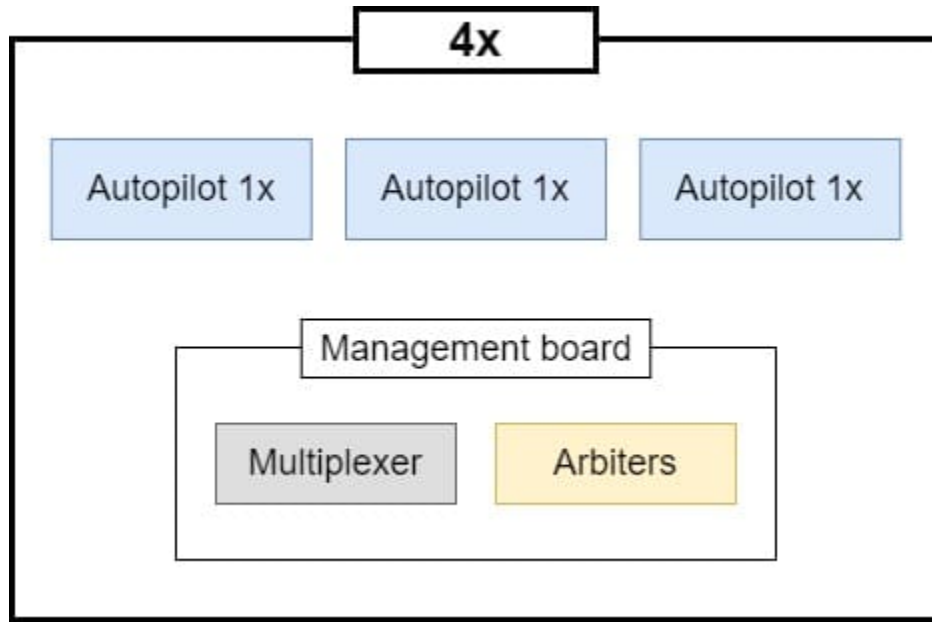 4x
Autopilot 1x
Autopilot 1x
Autopilot 1x
Management board
Multiplexer
Arbiters